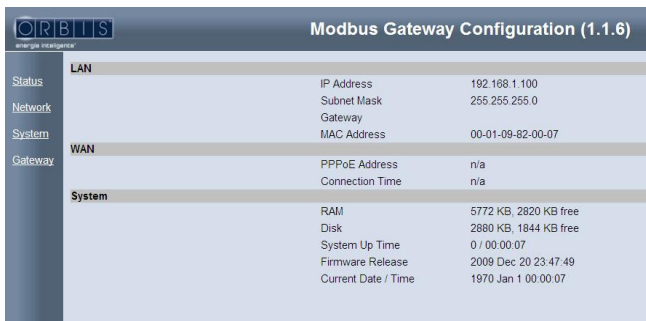 ORBIS
energía inteligente
Modbus Gateway Configuration (1.1.6)
Status
Network
System
Gateway
LAN
IP Address 192.168.1.100
Subnet Mask 255.255.255.0
Gateway
MAC Address 00-01-09-82-00-07
WAN
PPPoE Address n/a
Connection Time n/a
System
RAM 5772 KB, 2820 KB free
Disk 2880 KB, 1844 KB free
System Up Time 0 / 00:00:07
Firmware Release 2009 Dec 20 23:47:49
Current Date / Time 1970 Jan 1 00:00:07